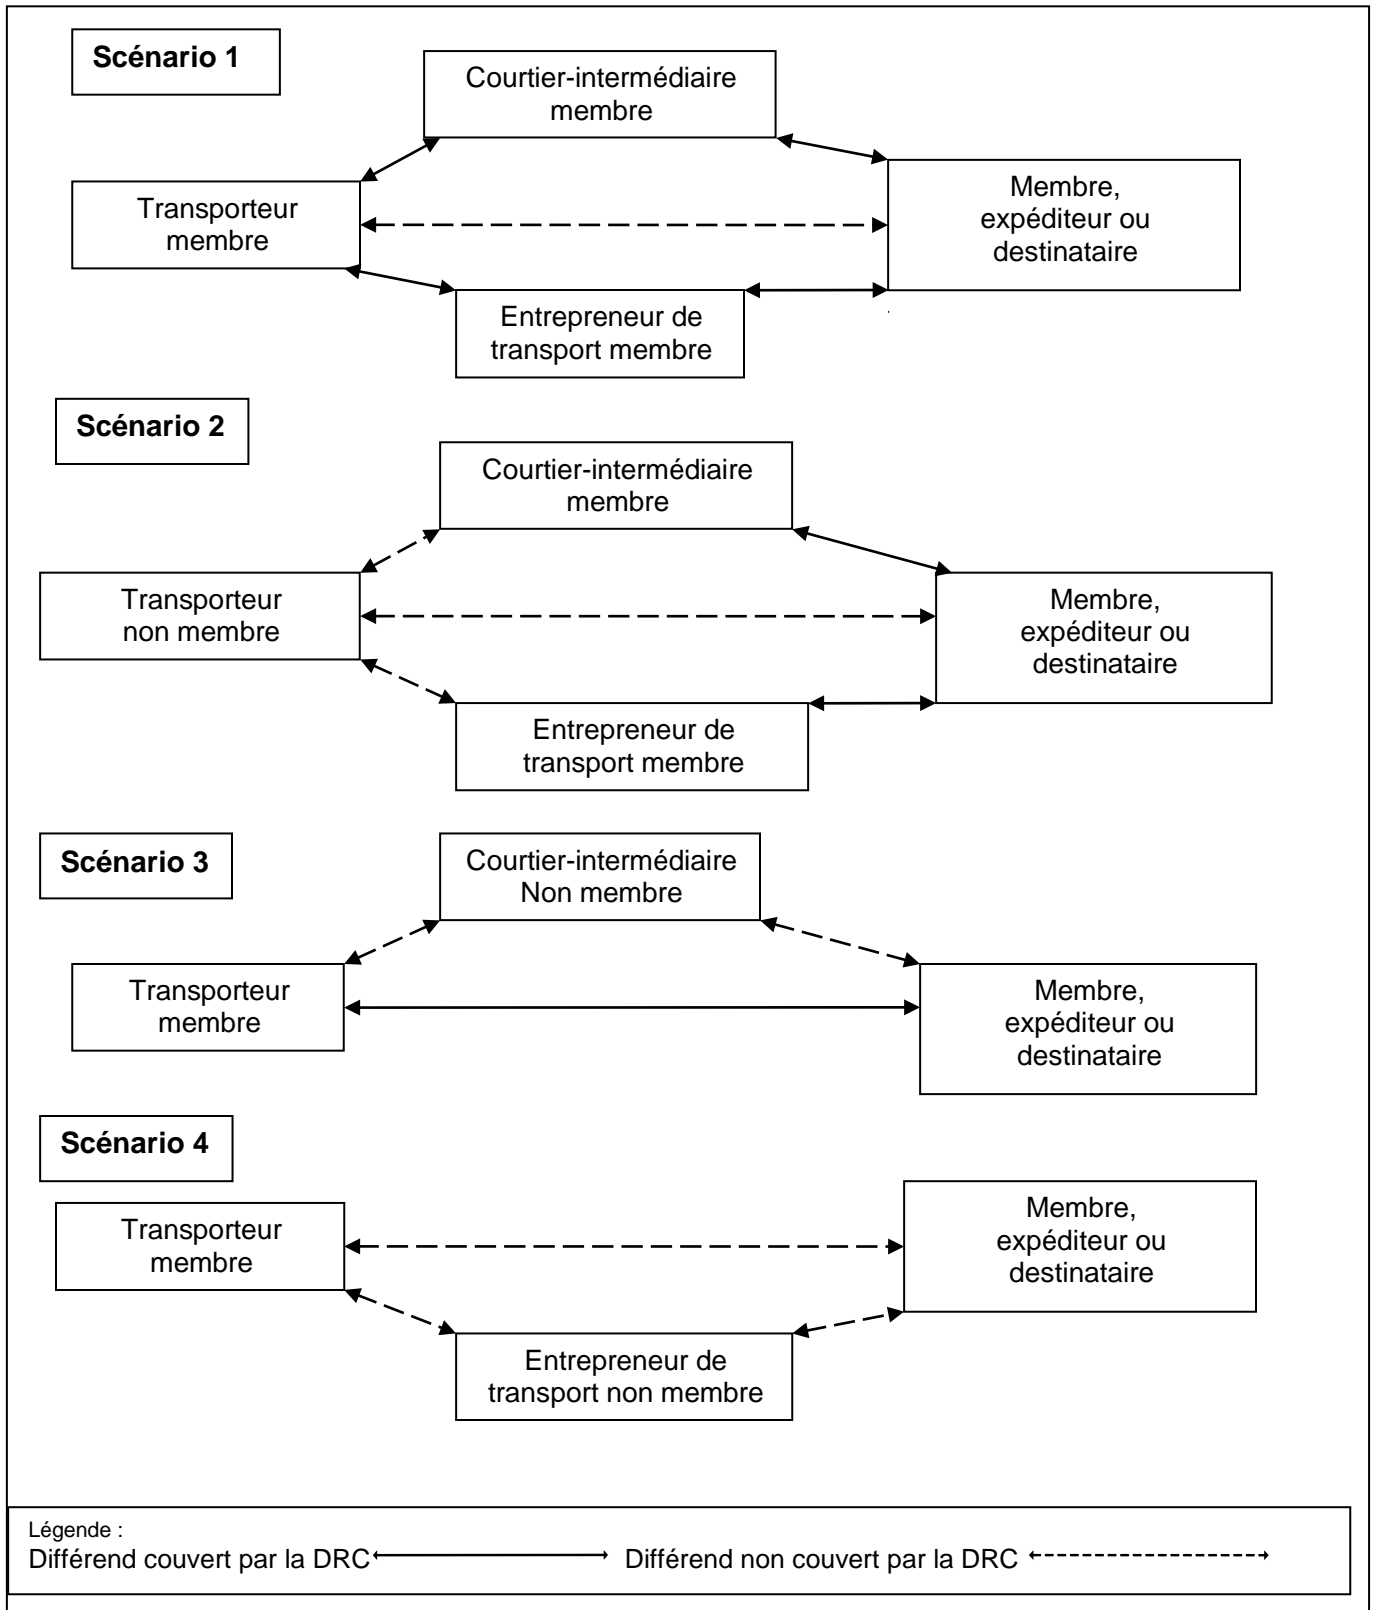 Scénario 1
Courtier-intermédiaire
membre
Transporteur
membre
Membre,
expéditeur ou
destinataire
Entrepreneur de
transport membre
Scénario 2
Courtier-intermédiaire
membre
Transporteur
non membre
Membre,
expéditeur ou
destinataire
Entrepreneur de
transport membre
Scénario 3
Courtier-intermédiaire
Non membre
Transporteur
membre
Membre,
expéditeur ou
destinataire
Scénario 4
Transporteur
membre
Membre,
expéditeur ou
destinataire
Entrepreneur de
transport non membre
Légende :
Différend couvert par la DRC Différend non couvert par la DRC